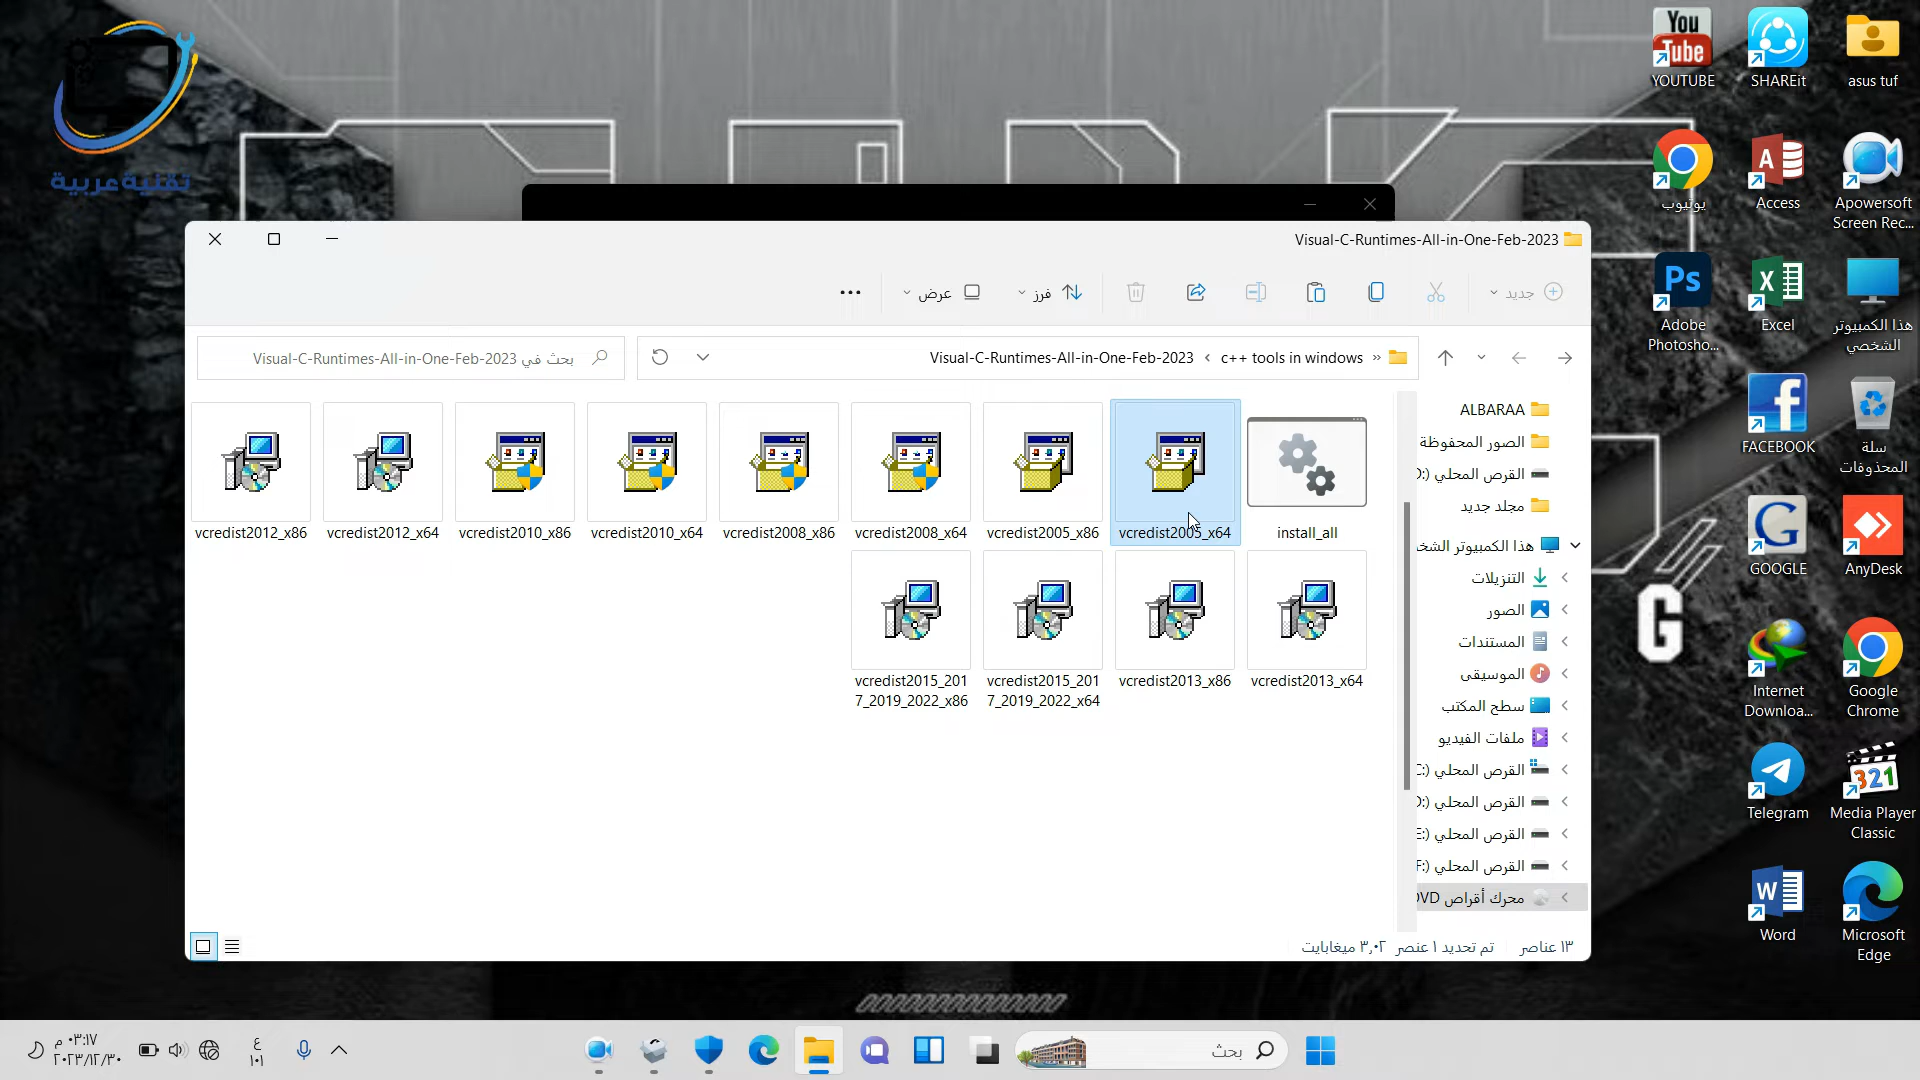 تقنية عربية
Visual-C-Runtimes-All-in-One-Feb-2023
جديد
فرز
عرض
c++ tools in windows
Visual-C-Runtimes-All-in-One-Feb-2023
بحث في Visual-C-Runtimes-All-in-One-Feb-2023
install_all
vcredist2005_x64
vcredist2005_x86
vcredist2008_x64
vcredist2008_x86
vcredist2010_x64
vcredist2010_x86
vcredist2012_x64
vcredist2012_x86
vcredist2013_x64
vcredist2013_x86
vcredist2015_201
7_2019_2022_x64
vcredist2015_201
7_2019_2022_x86
ALBARAA
الصور المحفوظة
القرص المحلي (:D
مجلد جديد
هذا الكمبيوتر الشخ
التنزيلات
الصور
المستندات
الموسيقى
سطح المكتب
ملفات الفيديو
القرص المحلي (:C
القرص المحلي (:D
القرص المحلي (:E
القرص المحلي (:F
محرك أقراص DVD
١٣ عناصر
تم تحديد ١ عنصر ٣,٠٢ ميغابايت
asus tuf
SHAREit
YOUTUBE
Apowersoft
Screen Rec...
Access
يوتيوب
هذا الكمبيوتر
الشخصي
Excel
Adobe
Photosho...
سلة
المحذوفات
FACEBOOK
AnyDesk
GOOGLE
Google
Chrome
Internet
Downloa...
Media Player
Classic
Telegram
Microsoft
Edge
Word
G
بحث
ع
١٠١
٠٣:١٧ م
٢٠٢٣/١٢/٣٠